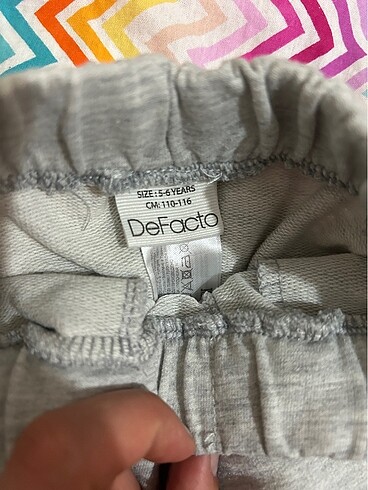 SIZE : 5-6 YEARS
CM: 110-116
DeFacto